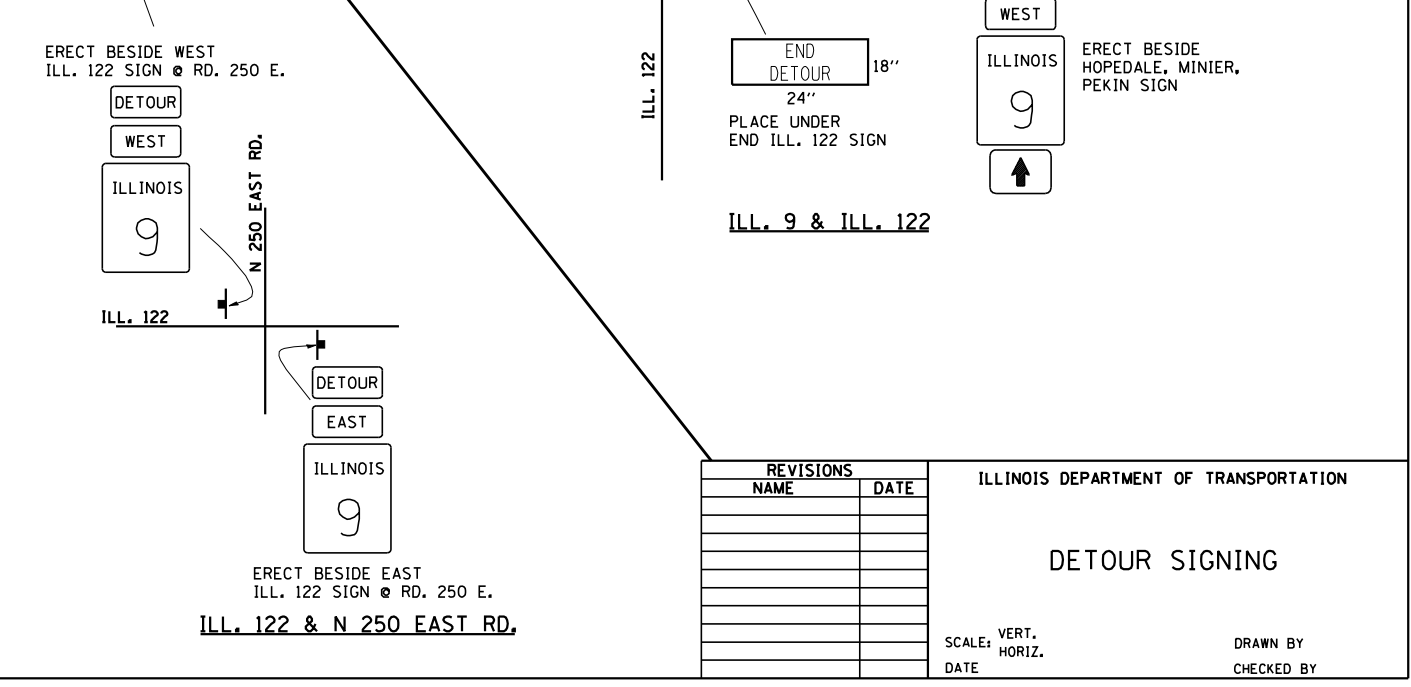 ERECT BESIDE WEST
ILL. 122 SIGN @ RD. 250 E.
DETOUR
WEST
ILLINOIS
9
N 250 EAST RD.
ILL. 122
DETOUR
EAST
ILLINOIS
9
ERECT BESIDE EAST
ILL. 122 SIGN @ RD. 250 E.
ILL. 122 & N 250 EAST RD.
ILL. 122
END
DETOUR
18''
24''
PLACE UNDER
END ILL. 122 SIGN
WEST
ILLINOIS
9
ERECT BESIDE
HOPEDALE, MINIER,
PEKIN SIGN
ILL. 9 & ILL. 122
REVISIONS
NAME DATE
ILLINOIS DEPARTMENT OF TRANSPORTATION
DETOUR SIGNING
SCALE: VERT.
HORIZ.
DATE
DRAWN BY
CHECKED BY